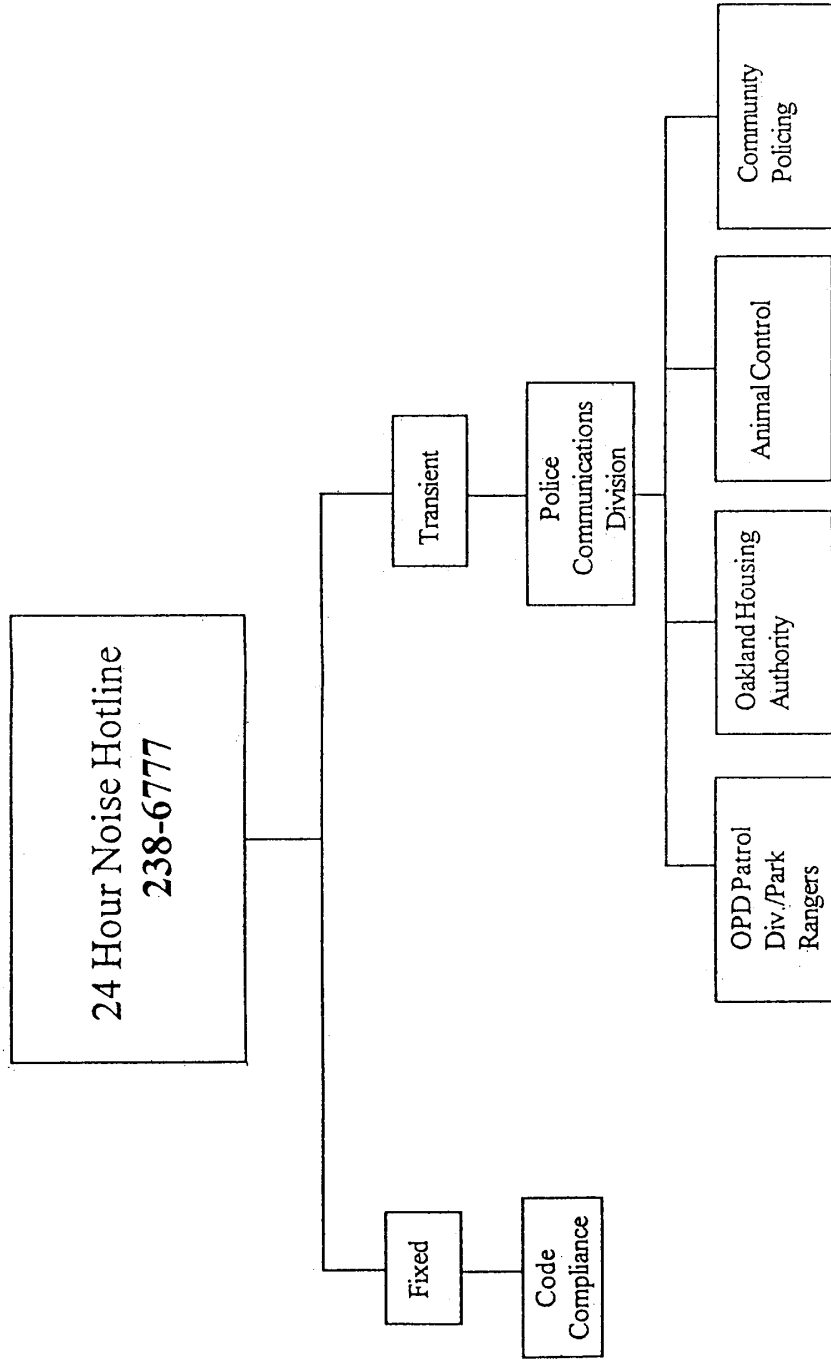 24 Hour Noise Hotline
238-6777
Fixed
Transient
Code
Compliance
Police
Communications
Division
OPD Patrol
Div./Park
Rangers
Oakland Housing
Authority
Animal Control
Community
Policing